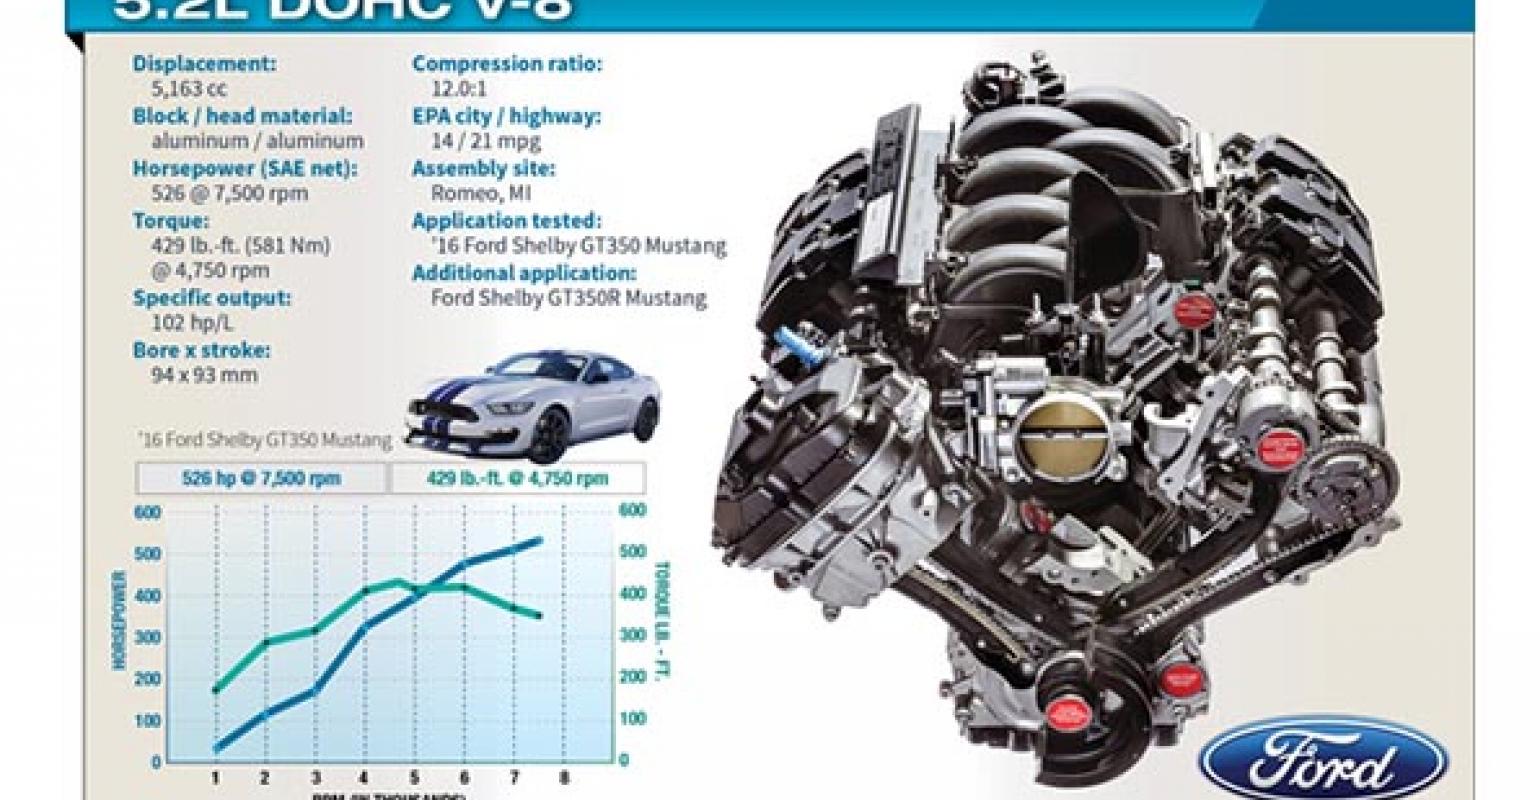 5.2L DOHC V-8
Displacement:
5,163 cc
Block / head material:
aluminum / aluminum
Horsepower (SAE net):
526 @ 7,500 rpm
Torque:
429 lb.-ft. (581 Nm)
@ 4,750 rpm
Specific output:
102 hp/L
Bore x stroke:
94 x 93 mm
Compression ratio:
12.0:1
EPA city / highway:
14 / 21 mpg
Assembly site:
Romeo, MI
Application tested:
'16 Ford Shelby GT350 Mustang
Additional application:
Ford Shelby GT350R Mustang
'16 Ford Shelby GT350 Mustang
526 hp @ 7,500 rpm
429 lb.-ft. @ 4,750 rpm
HORSEPOWER
600
500
400
300
200
100
0
600
500
400
300
200
100
0
TORQUE LB. - FT.
1 2 3 4 5 6 7 8
RPM (IN THOUSANDS)
Ford